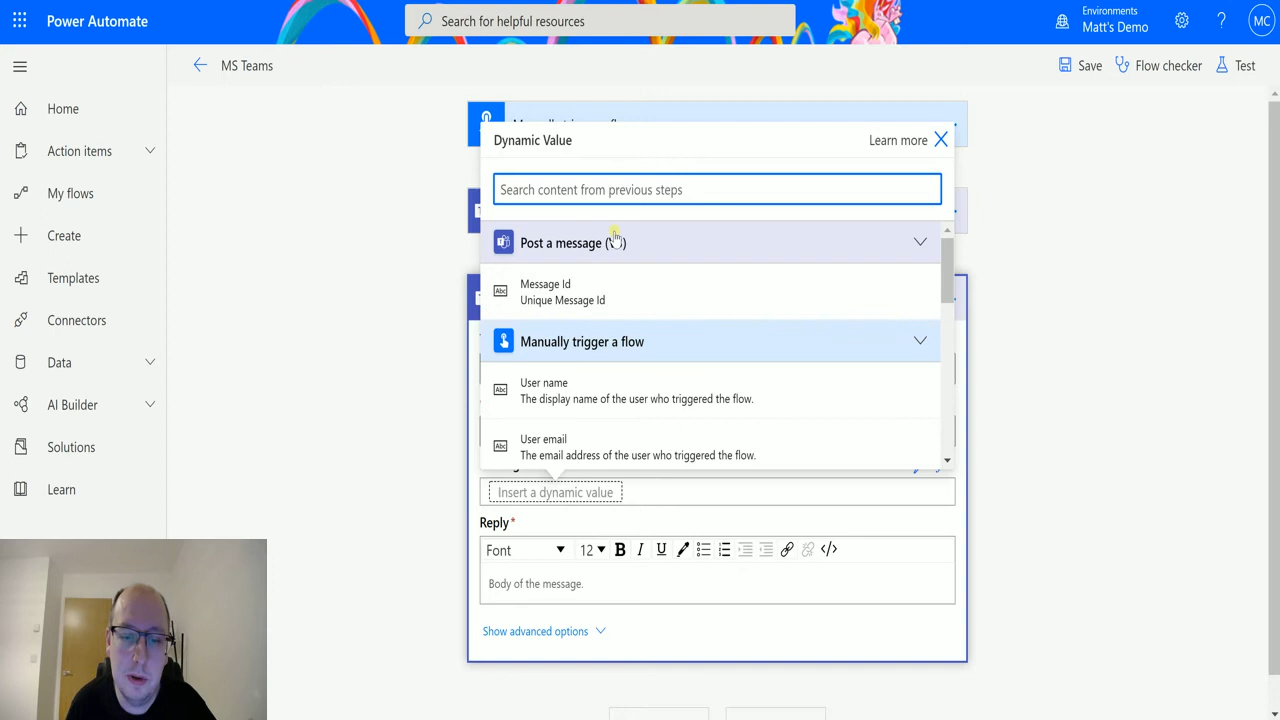 Power Automate
Search for helpful resources
Environments
Matt's Demo
?
MC
MS Teams
Save
Flow checker
Test
Home
Action items
My flows
Create
Templates
Connectors
Data
AI Builder
Solutions
Learn
Dynamic Value
Learn more
Search content from previous steps
Post a message
Message Id
Unique Message Id
Manually trigger a flow
User name
The display name of the user who triggered the flow.
User email
The email address of the user who triggered the flow.
Abc
Abc
Abc
Insert a dynamic value
Reply*
Font
12
B
I
U
</>
Body of the message.
Show advanced options